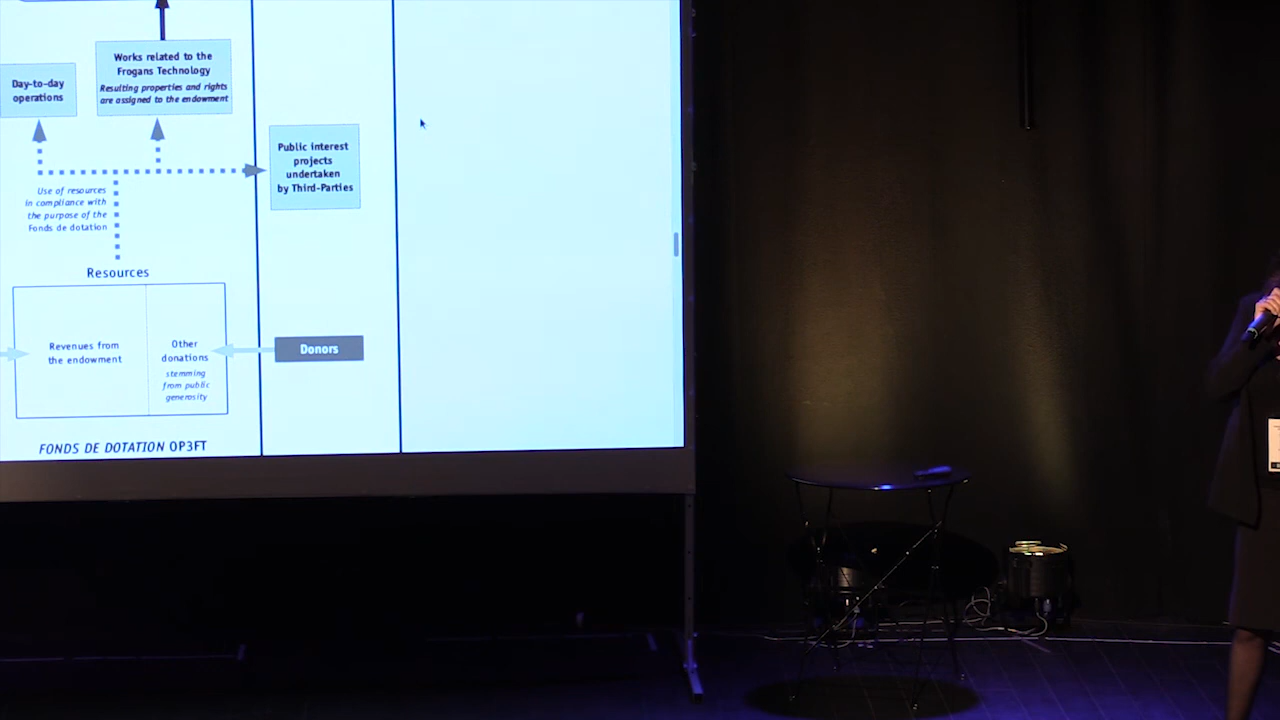 Works related to the
Frogans Technology
Resulting properties and rights
are assigned to the endowment
Day-to-day
operations
Public interest
projects
undertaken
by Third-Parties
Use of resources
in compliance with
the purpose of the
Fonds de dotation
Resources
Revenues from
the endowment
Other
donations
stemming
from public
generosity
Donors
FONDS DE DOTATION OP3FT